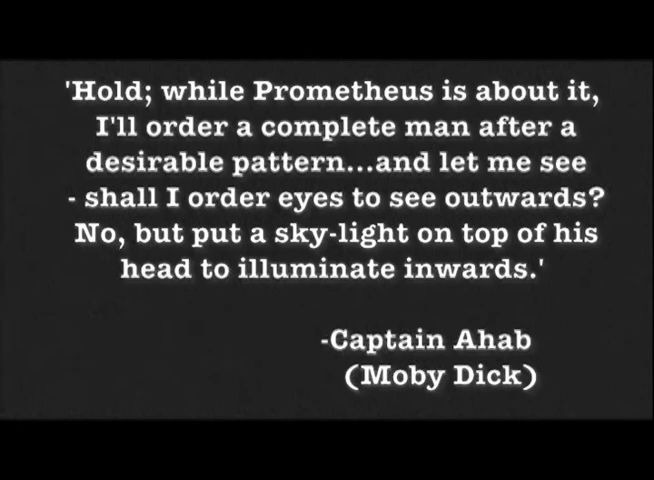 'Hold; while Prometheus is about it,
I'll order a complete man after a
desirable pattern...and let me see
- shall I order eyes to see outwards?
No, but put a sky-light on top of his
head to illuminate inwards.'
-Captain Ahab
(Moby Dick)